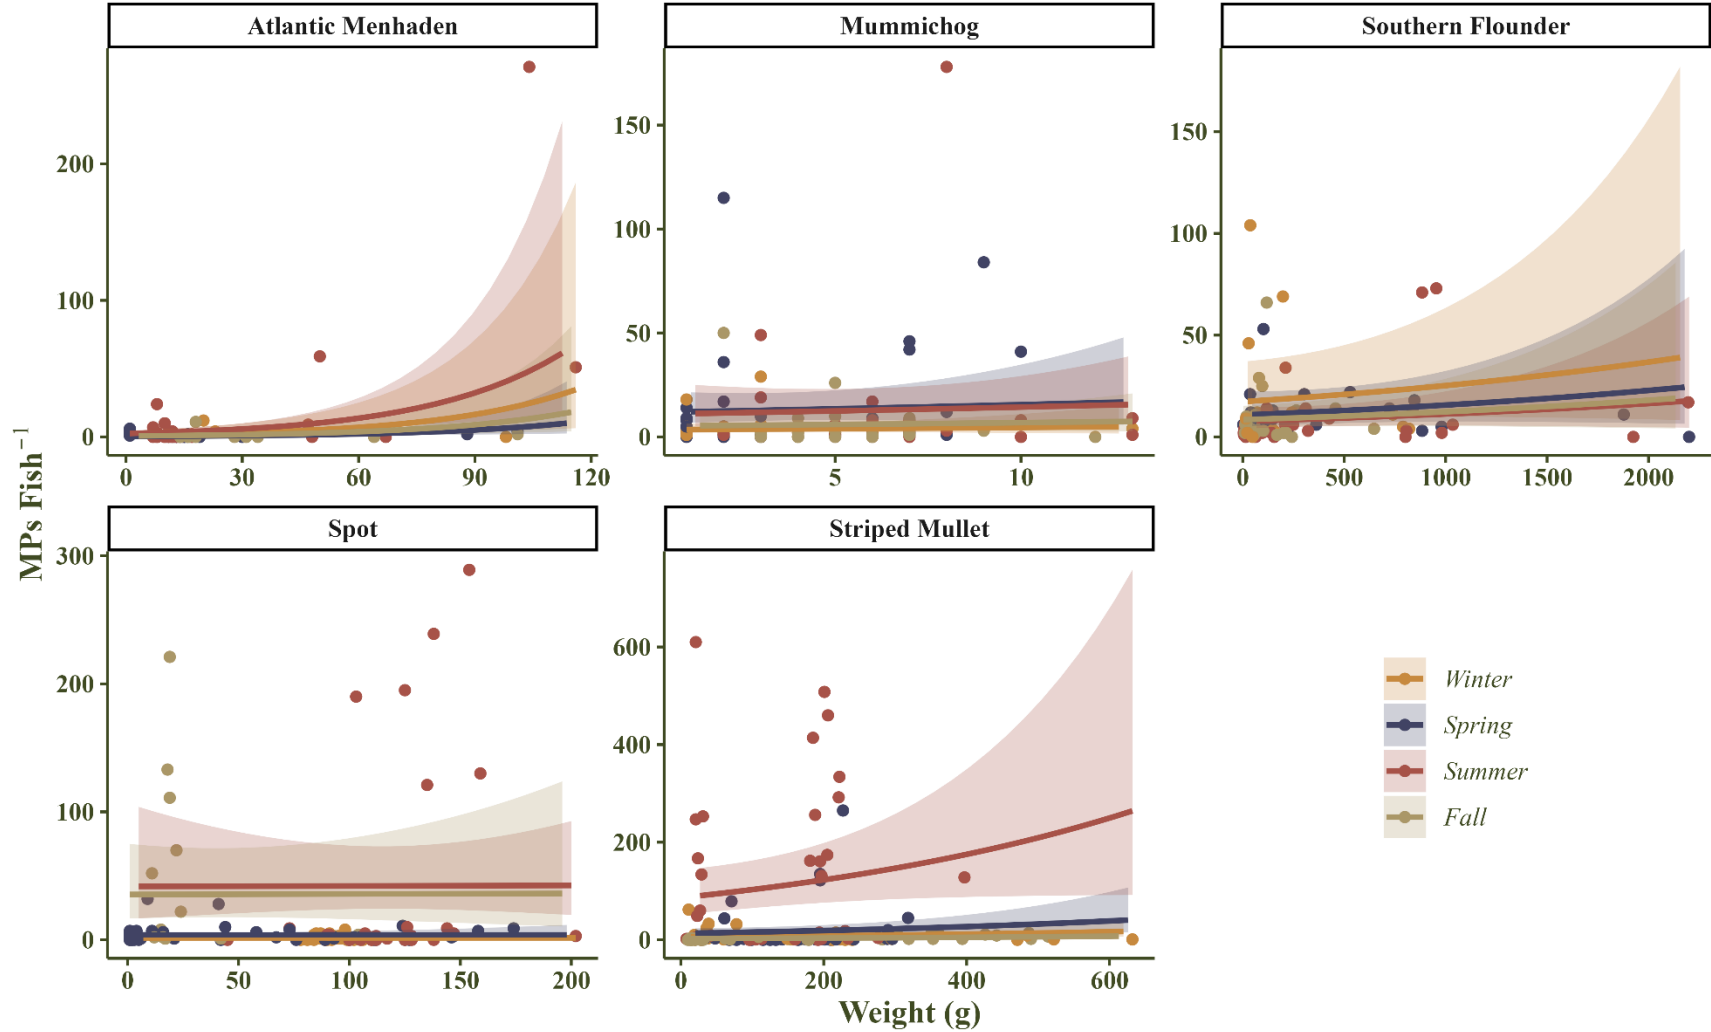 Atlantic Menhaden
Mummichog
Southern Flounder
200
100
0
0 30 60 90 120
150
100
50
0
5 10
150
100
50
0
0 500 1000 1500 2000
MPs Fish⁻¹
Spot
Striped Mullet
300
200
100
0
0 50 100 150 200
600
400
200
0
0 200 400 600
Weight (g)
Winter
Spring
Summer
Fall